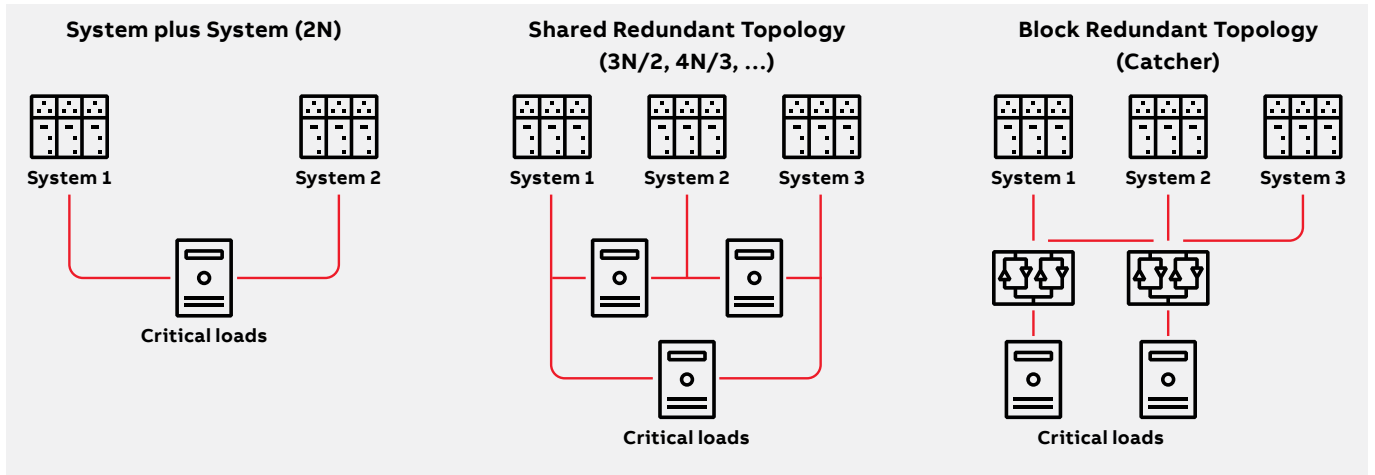 System plus System (2N)
System 1
System 2
Critical loads
Shared Redundant Topology
(3N/2, 4N/3, ...)
System 1
System 2
System 3
Critical loads
Block Redundant Topology
(Catcher)
System 1
System 2
System 3
Critical loads